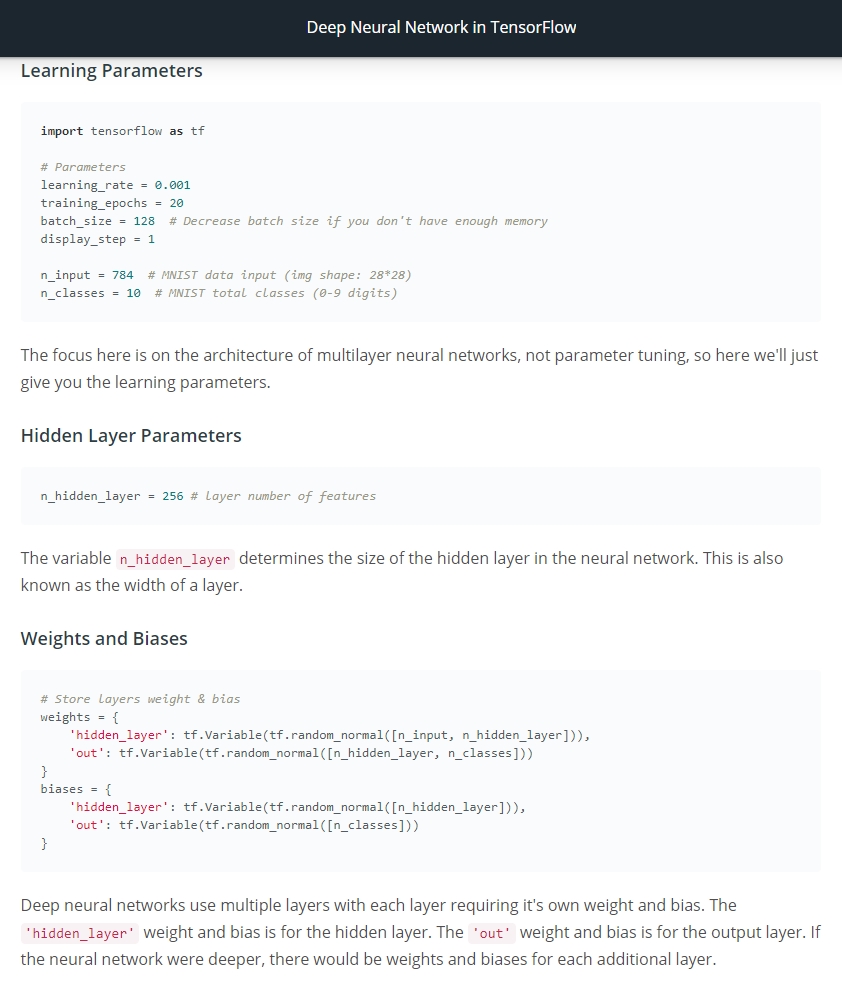 Deep Neural Network in TensorFlow
Learning Parameters
import tensorflow as tf
# Parameters
learning_rate = 0.001
training_epochs = 20
batch_size = 128  # Decrease batch size if you don't have enough memory
display_step = 1
n_input = 784  # MNIST data input (img shape: 28*28)
n_classes = 10  # MNIST total classes (0-9 digits)
The focus here is on the architecture of multilayer neural networks, not parameter tuning, so here we'll just
give you the learning parameters.
Hidden Layer Parameters
n_hidden_layer = 256 # layer number of features
The variable n_hidden_layer determines the size of the hidden layer in the neural network. This is also
known as the width of a layer.
Weights and Biases
# Store layers weight & bias
weights = {
    'hidden_layer': tf.Variable(tf.random_normal([n_input, n_hidden_layer])),
    'out': tf.Variable(tf.random_normal([n_hidden_layer, n_classes]))
}
biases = {
    'hidden_layer': tf.Variable(tf.random_normal([n_hidden_layer])),
    'out': tf.Variable(tf.random_normal([n_classes]))
}
Deep neural networks use multiple layers with each layer requiring it's own weight and bias. The
'hidden_layer' weight and bias is for the hidden layer. The 'out' weight and bias is for the output layer. If
the neural network were deeper, there would be weights and biases for each additional layer.